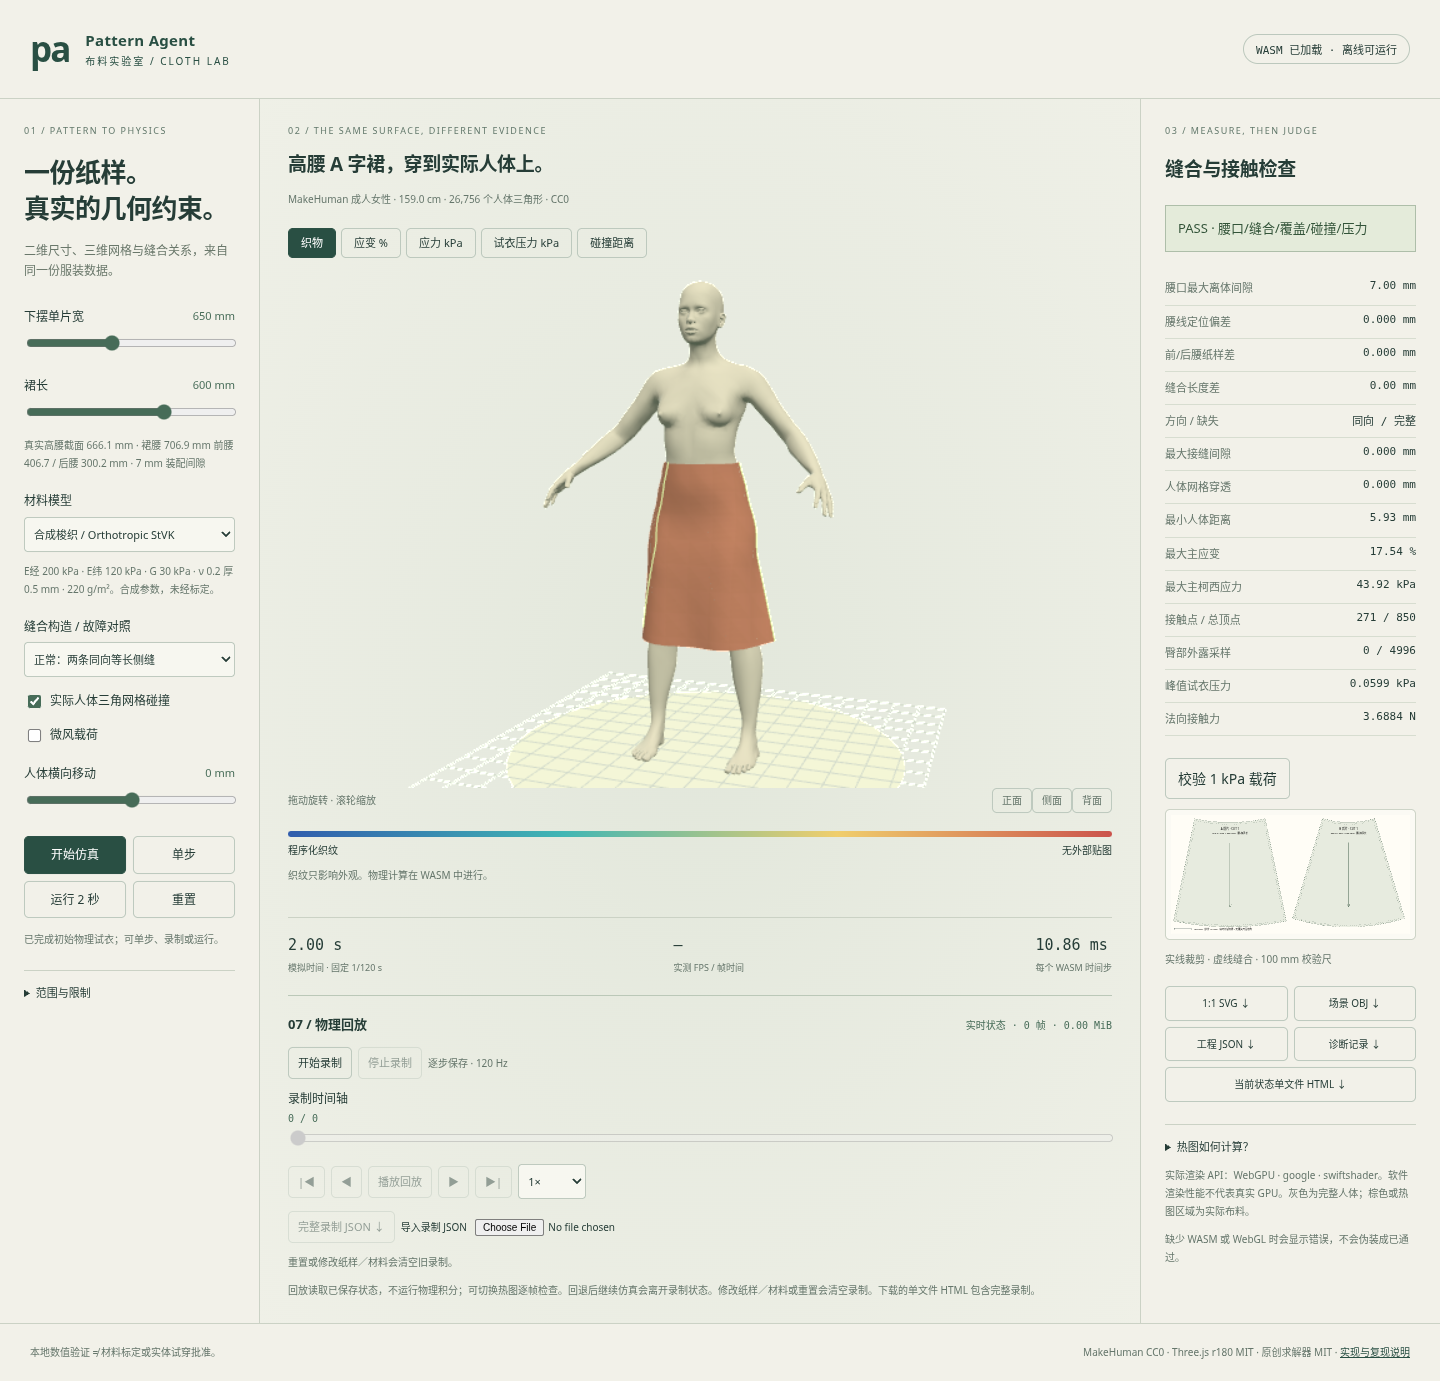 pa
Pattern Agent
布料实验室 / CLOTH LAB
WASM 已加载 · 离线可运行
01 / PATTERN TO PHYSICS
一份纸样。
真实的几何约束。
二维尺寸、三维网格与缝合关系，来自
同一份服装数据。
下摆单片宽 650 mm
裙长 600 mm
真实高腰截面 666.1 mm · 裙腰 706.9 mm 前腰
406.7 / 后腰 300.2 mm · 7 mm 装配间隙
材料模型
合成梭织 / Orthotropic StVK
E经 200 kPa · E纬 120 kPa · G 30 kPa · ν 0.2 厚
0.5 mm · 220 g/m²。合成参数，未经标定。
缝合构造 / 故障对照
正常：两条同向等长侧缝
实际人体三角网格碰撞
微风载荷
人体横向移动 0 mm
开始仿真 单步
运行 2 秒 重置
已完成初始物理试衣；可单步、录制或运行。
范围与限制
02 / THE SAME SURFACE, DIFFERENT EVIDENCE
高腰 A 字裙，穿到实际人体上。
MakeHuman 成人女性 · 159.0 cm · 26,756 个人体三角形 · CC0
织物 应变 % 应力 kPa 试衣压力 kPa 碰撞距离
拖动旋转 · 滚轮缩放 正面 侧面 背面
程序化织纹 无外部贴图
织纹只影响外观。物理计算在 WASM 中进行。
2.00 s — 10.86 ms
模拟时间 · 固定 1/120 s 实测 FPS / 帧时间 每个 WASM 时间步
07 / 物理回放 实时状态 · 0 帧 · 0.00 MiB
开始录制 停止录制 逐步保存 · 120 Hz
录制时间轴
0 / 0
|◀ ◀ 播放回放 ▶ ▶| 1×
完整录制 JSON ↓ 导入录制 JSON Choose File No file chosen
重置或修改纸样／材料会清空旧录制。
回放读取已保存状态，不运行物理积分；可切换热图逐帧检查。回退后继续仿真会离开录制状态。修改纸样／材料或重置会清空录制。下载的单文件 HTML 包含完整录制。
03 / MEASURE, THEN JUDGE
缝合与接触检查
PASS · 腰口/缝合/覆盖/碰撞/压力
腰口最大离体间隙 7.00 mm
腰线定位偏差 0.000 mm
前/后腰纸样差 0.000 mm
缝合长度差 0.00 mm
方向 / 缺失 同向 / 完整
最大接缝间隙 0.000 mm
人体网格穿透 0.000 mm
最小人体距离 5.93 mm
最大主应变 17.54 %
最大主柯西应力 43.92 kPa
接触点 / 总顶点 271 / 850
臀部外露采样 0 / 4996
峰值试衣压力 0.0599 kPa
法向接触力 3.6884 N
校验 1 kPa 载荷
实线裁剪 · 虚线缝合 · 100 mm 校验尺
1:1 SVG ↓ 场景 OBJ ↓
工程 JSON ↓ 诊断记录 ↓
当前状态单文件 HTML ↓
热图如何计算？
实际渲染 API：WebGPU · google · swiftshader。软件
渲染性能不代表真实 GPU。灰色为完整人体；棕色或热
图区域为实际布料。
缺少 WASM 或 WebGL 时会显示错误，不会伪装成已通
过。
本地数值验证 ≠ 材料标定或实体试穿批准。
MakeHuman CC0 · Three.js r180 MIT · 原创求解器 MIT · 实现与复现说明